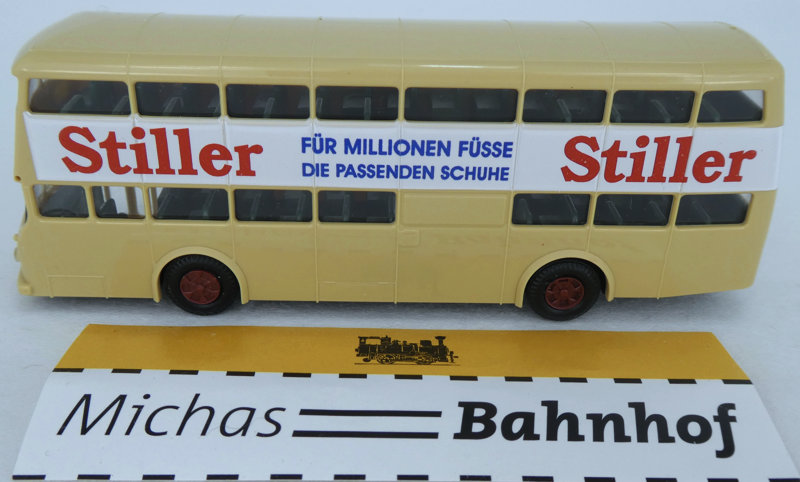 Stiller FÜR MILLIONEN FÜSSE Stiller
DIE PASSENDEN SCHUHE
Michas Bahnhof